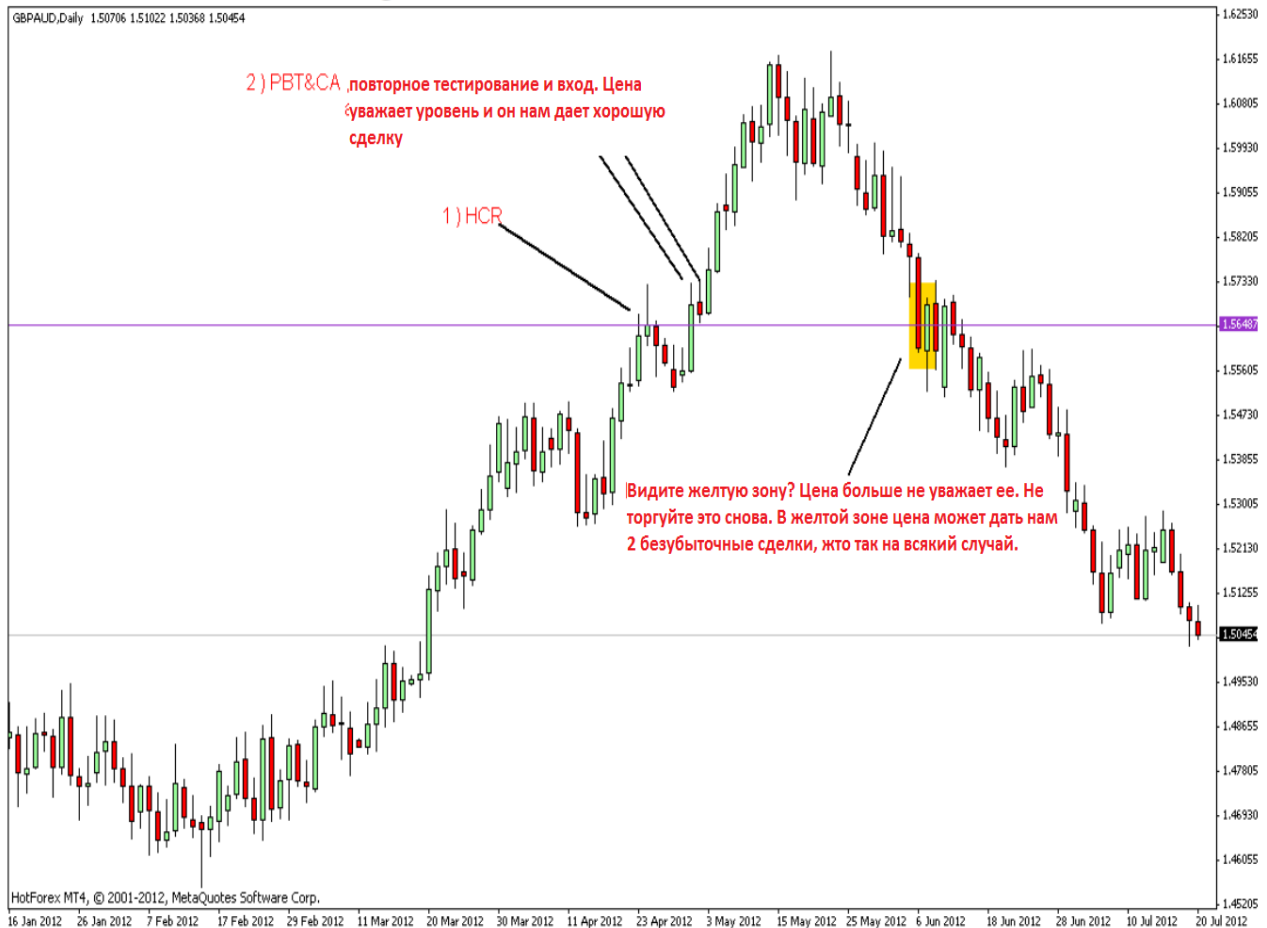 GBPAUD,Daily 1.50706 1.51022 1.50368 1.50454
2 ) PBT&CA ,повторное тестирование и вход. Цена
уважает уровень и он нам дает хорошую
сделку
1 ) HCR
Видите желтую зону? Цена больше не уважает ее. Не
торгуйте это снова. В желтой зоне цена может дать нам
2 безубыточные сделки, жто так на всякий случай.
1.62530
1.61655
1.60805
1.59930
1.59055
1.58205
1.57330
1.56487
1.55605
1.54730
1.53855
1.53005
1.52130
1.51255
1.50454
1.49530
1.48655
1.47805
1.46930
1.46055
1.45205
HotForex MT4, © 2001-2012, MetaQuotes Software Corp.
16 Jan 2012 26 Jan 2012 7 Feb 2012 17 Feb 2012 29 Feb 2012 11 Mar 2012 20 Mar 2012 30 Mar 2012 11 Apr 2012 23 Apr 2012 3 May 2012 15 May 2012 25 May 2012 6 Jun 2012 18 Jun 2012 28 Jun 2012 10 Jul 2012 20 Jul 2012